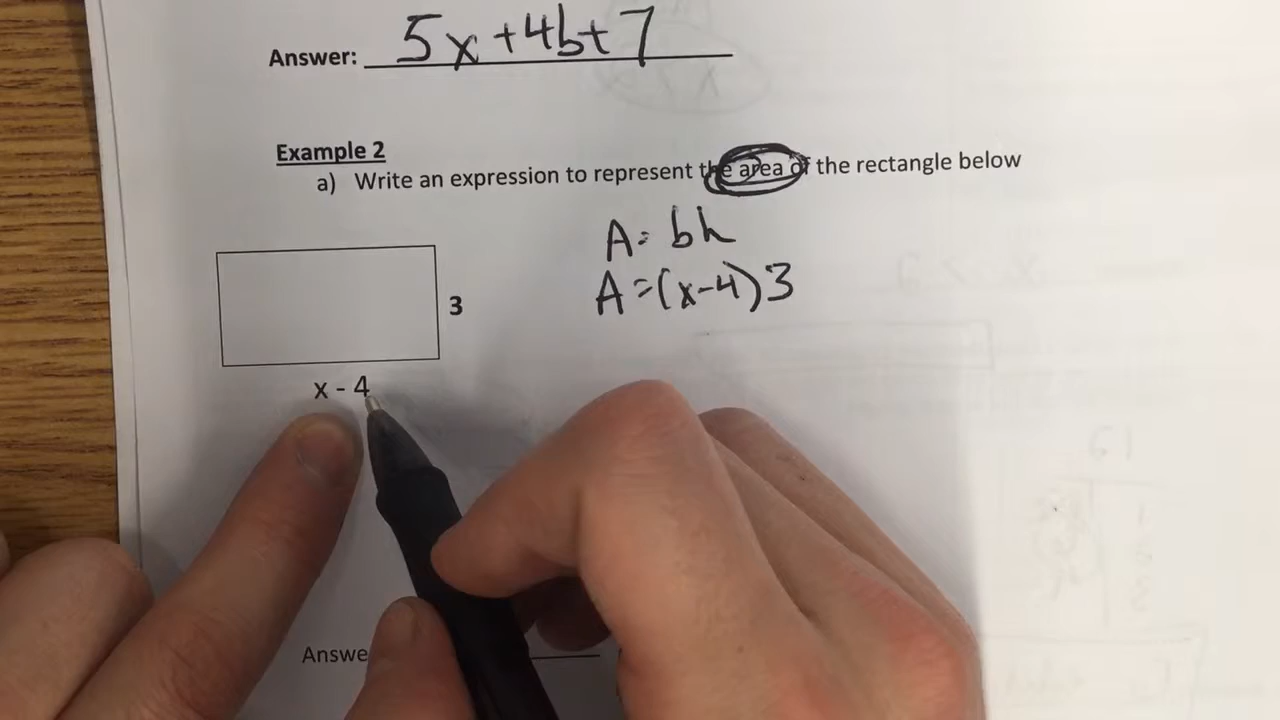 Answer: 5x+4b+7
Example 2
a) Write an expression to represent the area of the rectangle below
A= bh
A=(x-4)3
3
x - 4
Answe